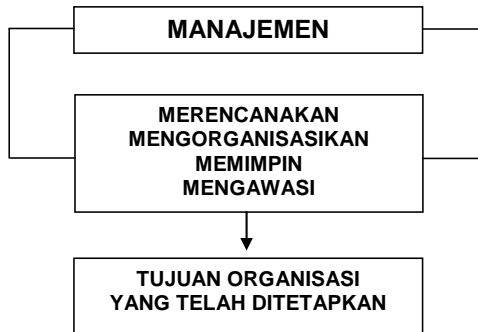 MANAJEMEN
MERENCANAKAN
MENGORGANISASIKAN
MEMIMPIN
MENGAWASI
TUJUAN ORGANISASI
YANG TELAH DITETAPKAN